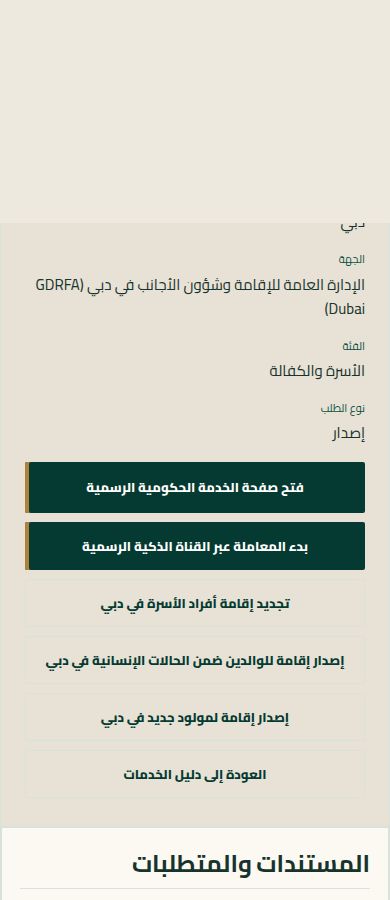 دبي
الجهة
الإدارة العامة للإقامة وشؤون الأجانب في دبي (GDRFA
Dubai)
الفئة
الأسرة والكفالة
نوع الطلب
إصدار
فتح صفحة الخدمة الحكومية الرسمية
بدء المعاملة عبر القناة الذكية الرسمية
تجديد إقامة أفراد الأسرة في دبي
إصدار إقامة للوالدين ضمن الحالات الإنسانية في دبي
إصدار إقامة لمولود جديد في دبي
العودة إلى دليل الخدمات
المستندات والمتطلبات